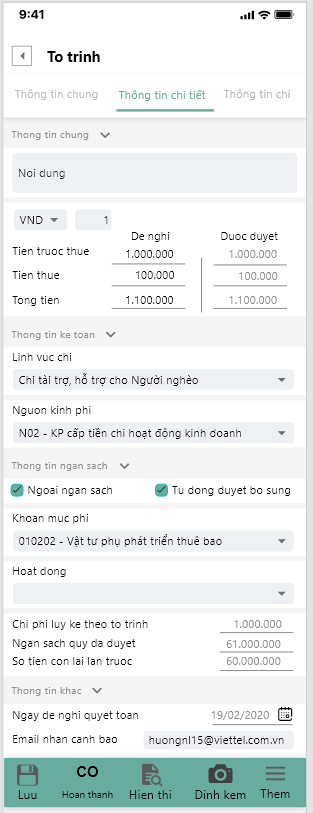 9:41
To trinh
Thông tin chung Thông tin chi tiết Thông tin chi
Thong tin chung
Noi dung
VND 1
De nghi Duoc duyet
Tien truoc thue 1.000.000 1.000.000
Tien thue 100.000 100.000
Tong tien 1.100.000 1.100.000
Thong tin ke toan
Linh vuc chi
Chi tài trợ, hỗ trợ cho Người nghèo
Nguon kinh phi
N02 - KP cấp tiền chi hoạt động kinh doanh
Thong tin ngan sach
Ngoai ngan sach Tu dong duyet bo sung
Khoan muc phi
010202 - Vật tư phụ phát triển thuê bao
Hoat dong
Chi phi luy ke theo to trinh 1.000.000
Ngan sach quy da duyet 61.000.000
So tien con lai lan truoc 60.000.000
Thong tin khac
Ngay de nghi quyet toan 19/02/2020
Email nhan canh bao huongnl15@viettel.com.vn
CO
Luu Hoan thanh Hien thi Dinh kem Them